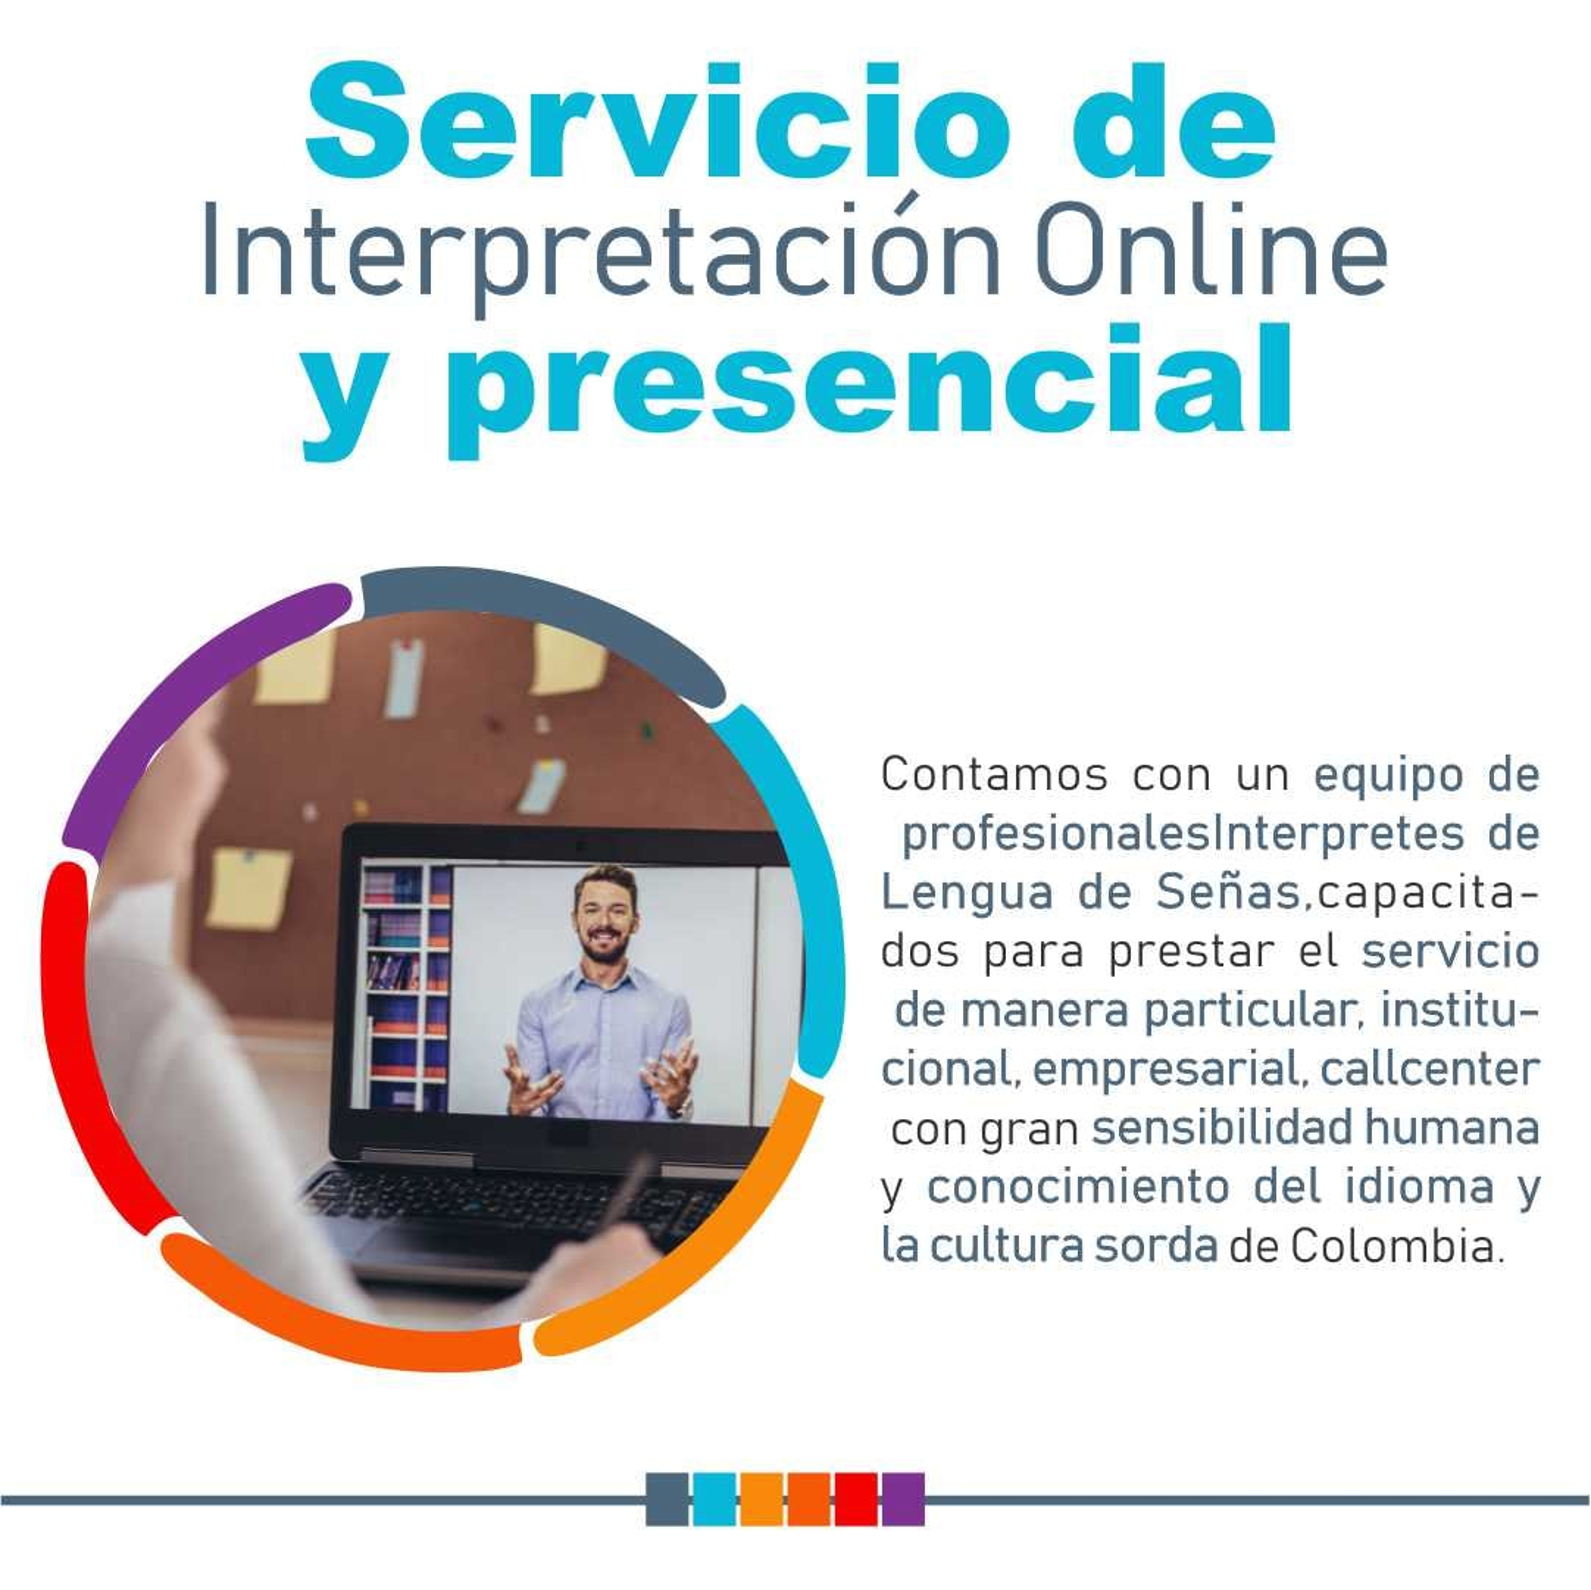 Servicio de
Interpretación Online
y presencial
Contamos con un equipo de
profesionalesInterpretes de
Lengua de Señas,capacita-
dos para prestar el servicio
de manera particular, institu-
cional, empresarial, callcenter
con gran sensibilidad humana
y conocimiento del idioma y
la cultura sorda de Colombia.